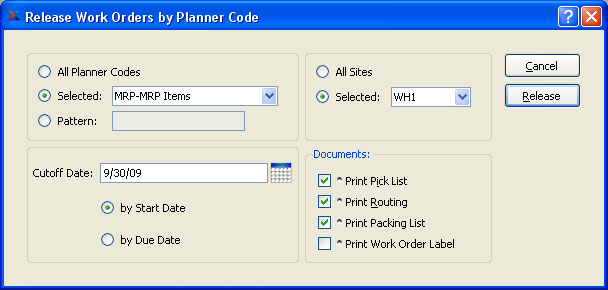 Release Work Orders by Planner Code
All Planner Codes
Selected: MRP-MRP Items
Pattern:
All Sites
Selected: WH1
Cancel
Release
Cutoff Date: 9/30/09
by Start Date
by Due Date
Documents:
* Print Pick List
* Print Routing
* Print Packing List
* Print Work Order Label